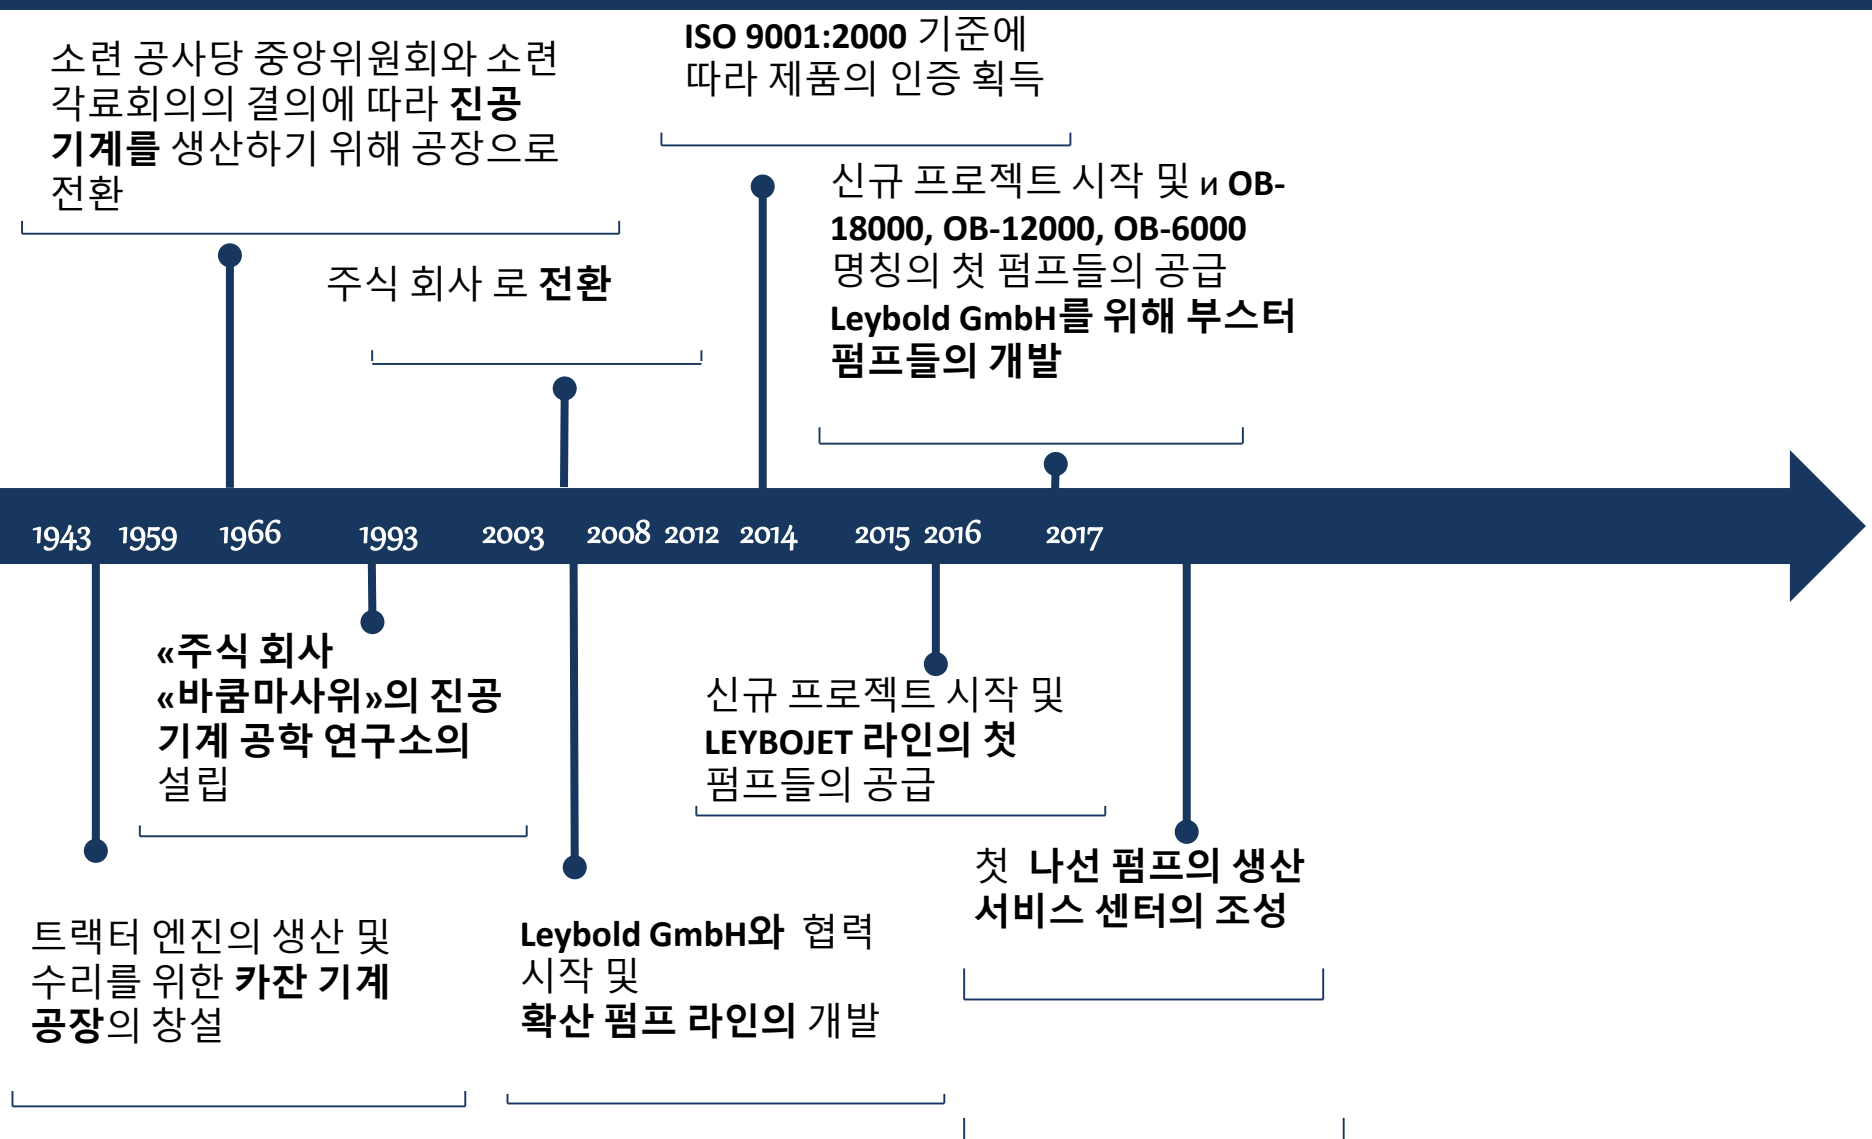 소련 공사당 중앙위원회와 소련
각료회의의 결의에 따라 진공
기계를 생산하기 위해 공장으로
전환
ISO 9001:2000 기준에
따라 제품의 인증 획득
주식 회사 로 전환
신규 프로젝트 시작 및 и OB-
18000, OB-12000, OB-6000
명칭의 첫 펌프들의 공급
Leybold GmbH를 위해 부스터
펌프들의 개발
1943 1959 1966 1993 2003 2008 2012 2014 2015 2016 2017
«주식 회사
«바쿰마사위»의 진공
기계 공학 연구소의
설립
신규 프로젝트 시작 및
LEYBOJET 라인의 첫
펌프들의 공급
첫 나선 펌프의 생산
서비스 센터의 조성
트랙터 엔진의 생산 및
수리를 위한 카잔 기계
공장의 창설
Leybold GmbH와 협력
시작 및
확산 펌프 라인의 개발